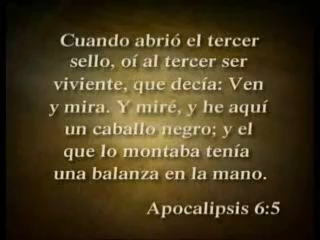 Cuando abrió el tercer
sello, oí al tercer ser
viviente, que decía: Ven
y mira. Y miré, y he aquí
un caballo negro; y el
que lo montaba tenía
una balanza en la mano.
Apocalipsis 6:5